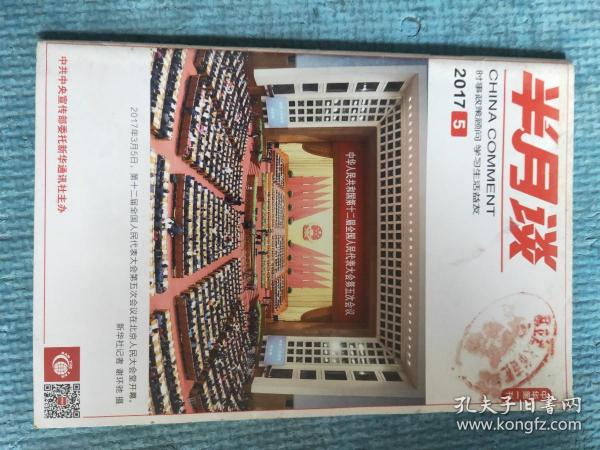 半月谈
CHINA COMMENT
时事政策顾问 学习生活益友
2017 5
中华人民共和国第十二届全国人民代表大会第五次会议
2017年3月5日，第十二届全国人民代表大会第五次会议在北京人民大会堂开幕。
新华社记者 谢环驰 摄
中共中央宣传部委托新华通讯社主办
孔夫子旧书网
www.kongfz.com